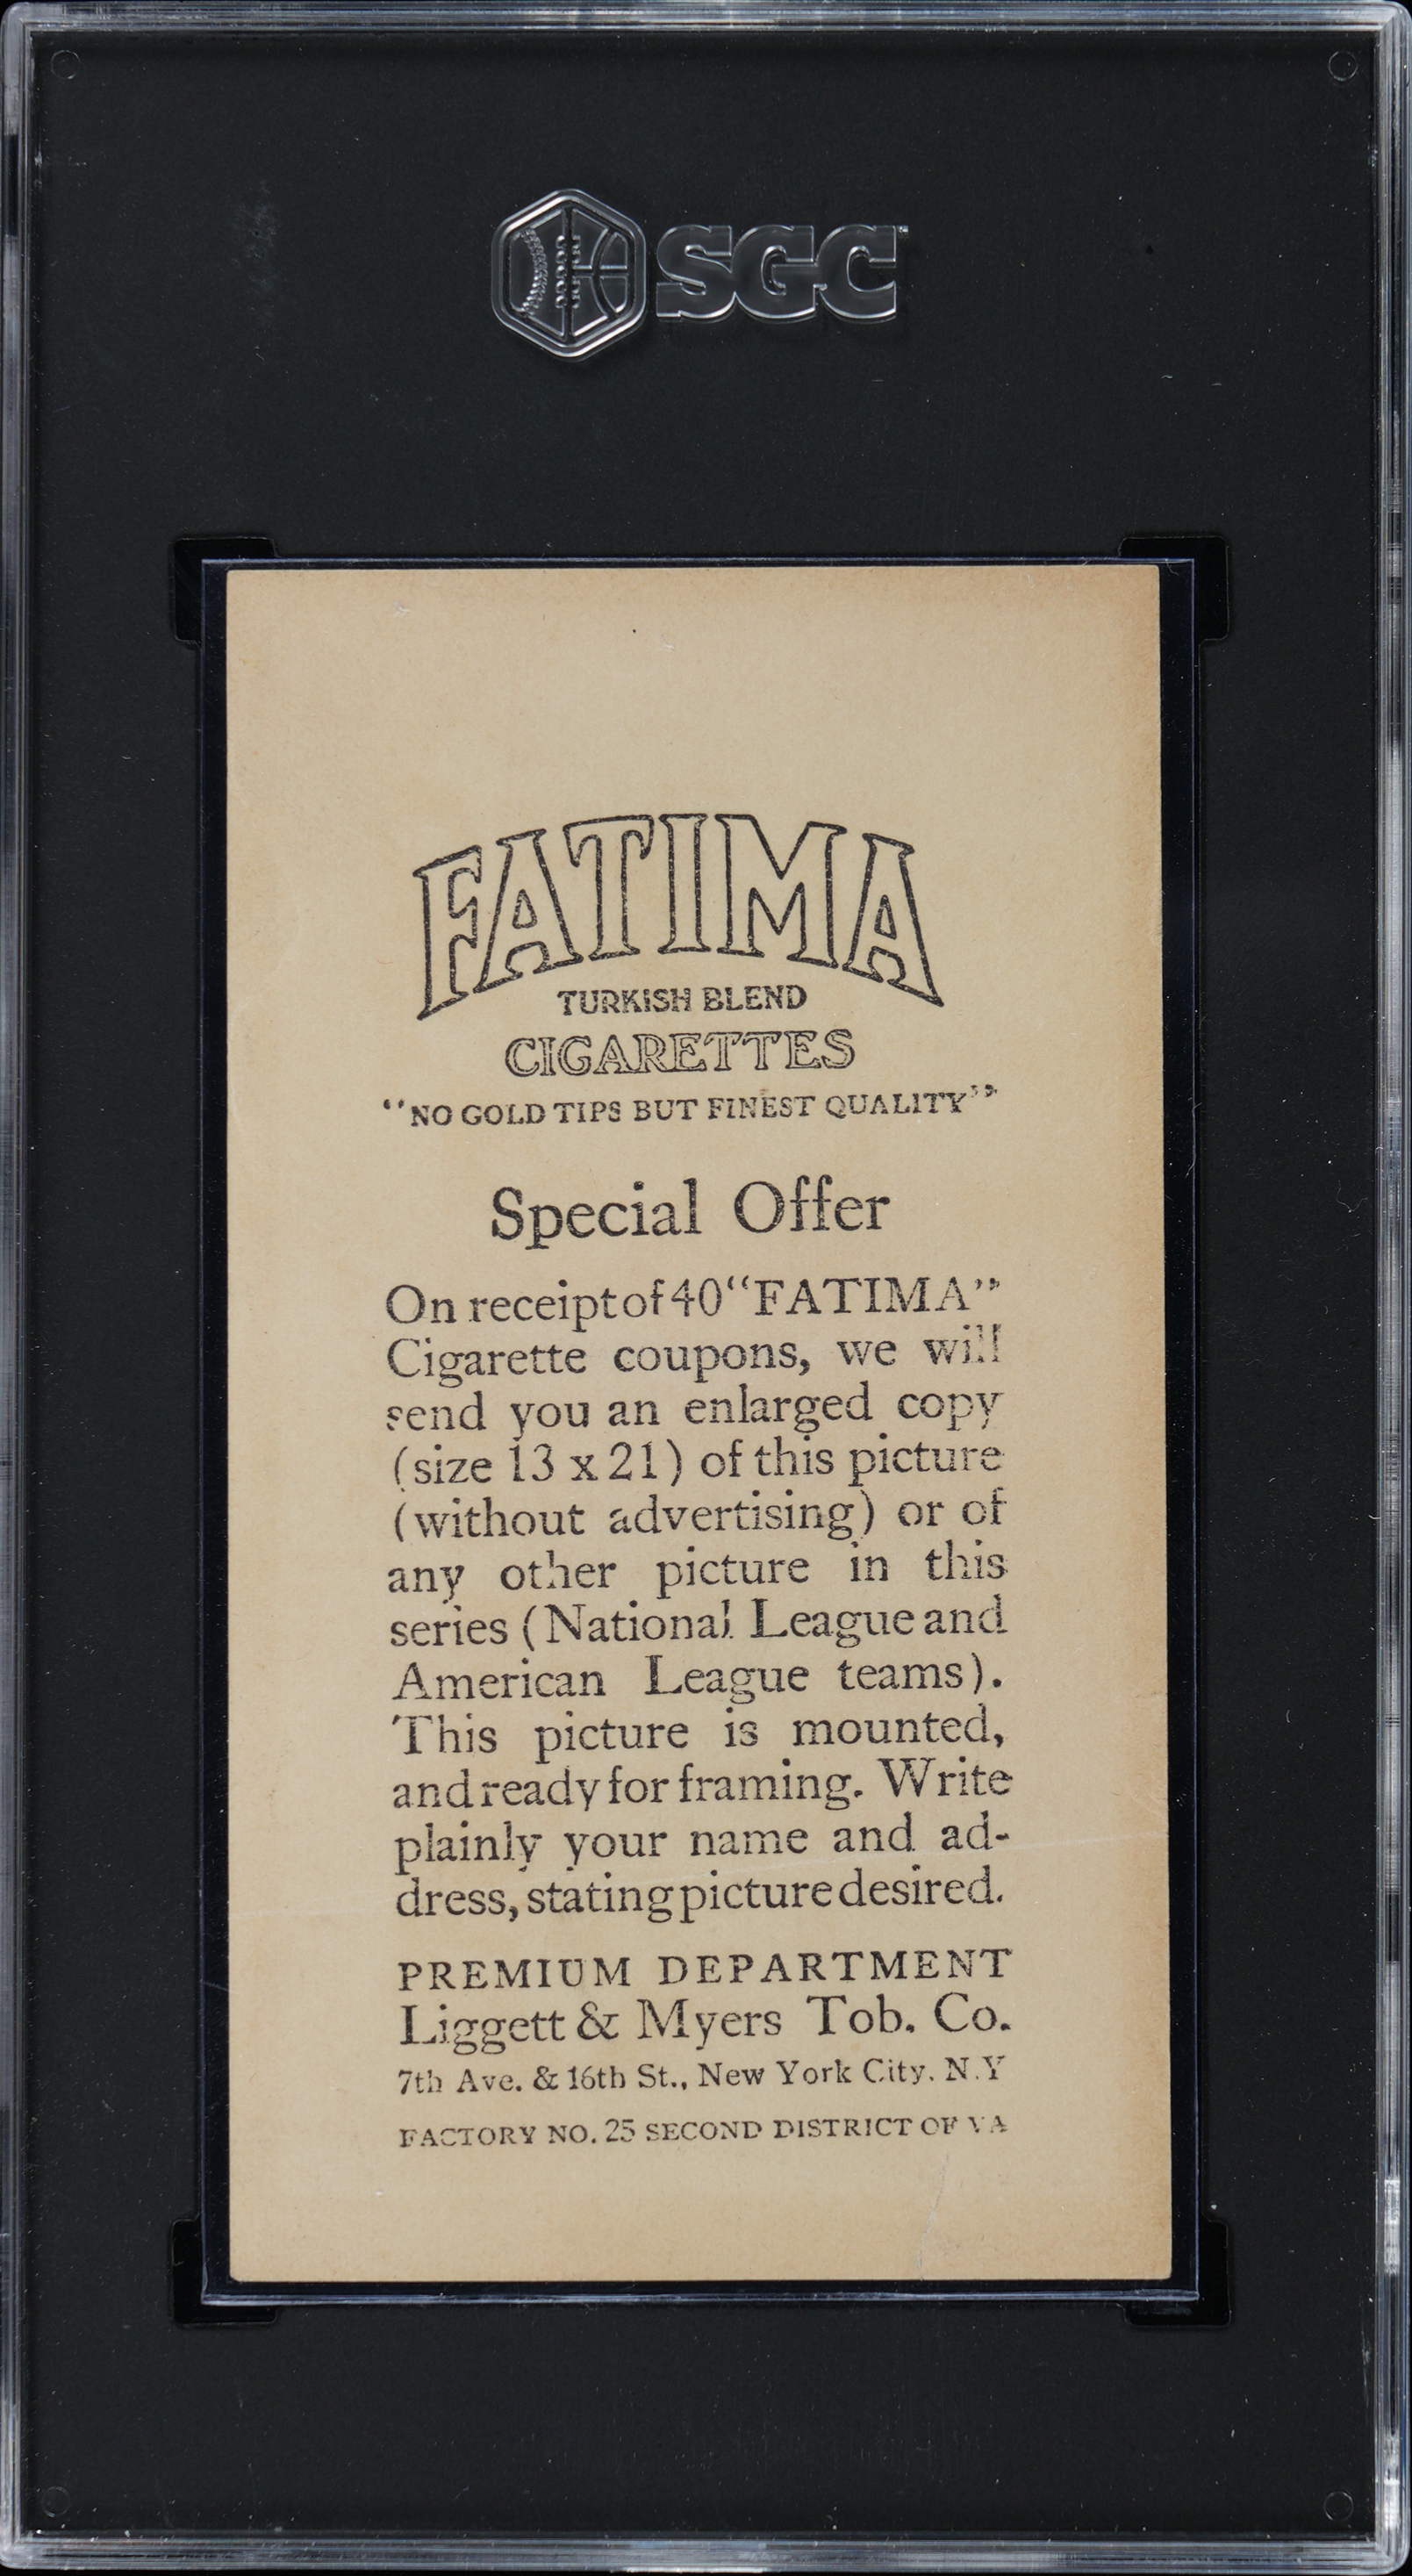 SGC
FATIMA
TURKISH BLEND
CIGARETTES
"NO GOLD TIPS BUT FINEST QUALITY"
Special Offer
On receipt of 40 "FATIMA"
Cigarette coupons, we will
send you an enlarged copy
(size 13 x 21) of this picture
(without advertising) or of
any other picture in this
series (National League and
American League teams).
This picture is mounted,
and ready for framing. Write
plainly your name and ad-
dress, stating picture desired.
PREMIUM DEPARTMENT
Liggett & Myers Tob. Co.
7th Ave. & 16th St., New York City, N.Y
FACTORY NO. 25 SECOND DISTRICT OF VA